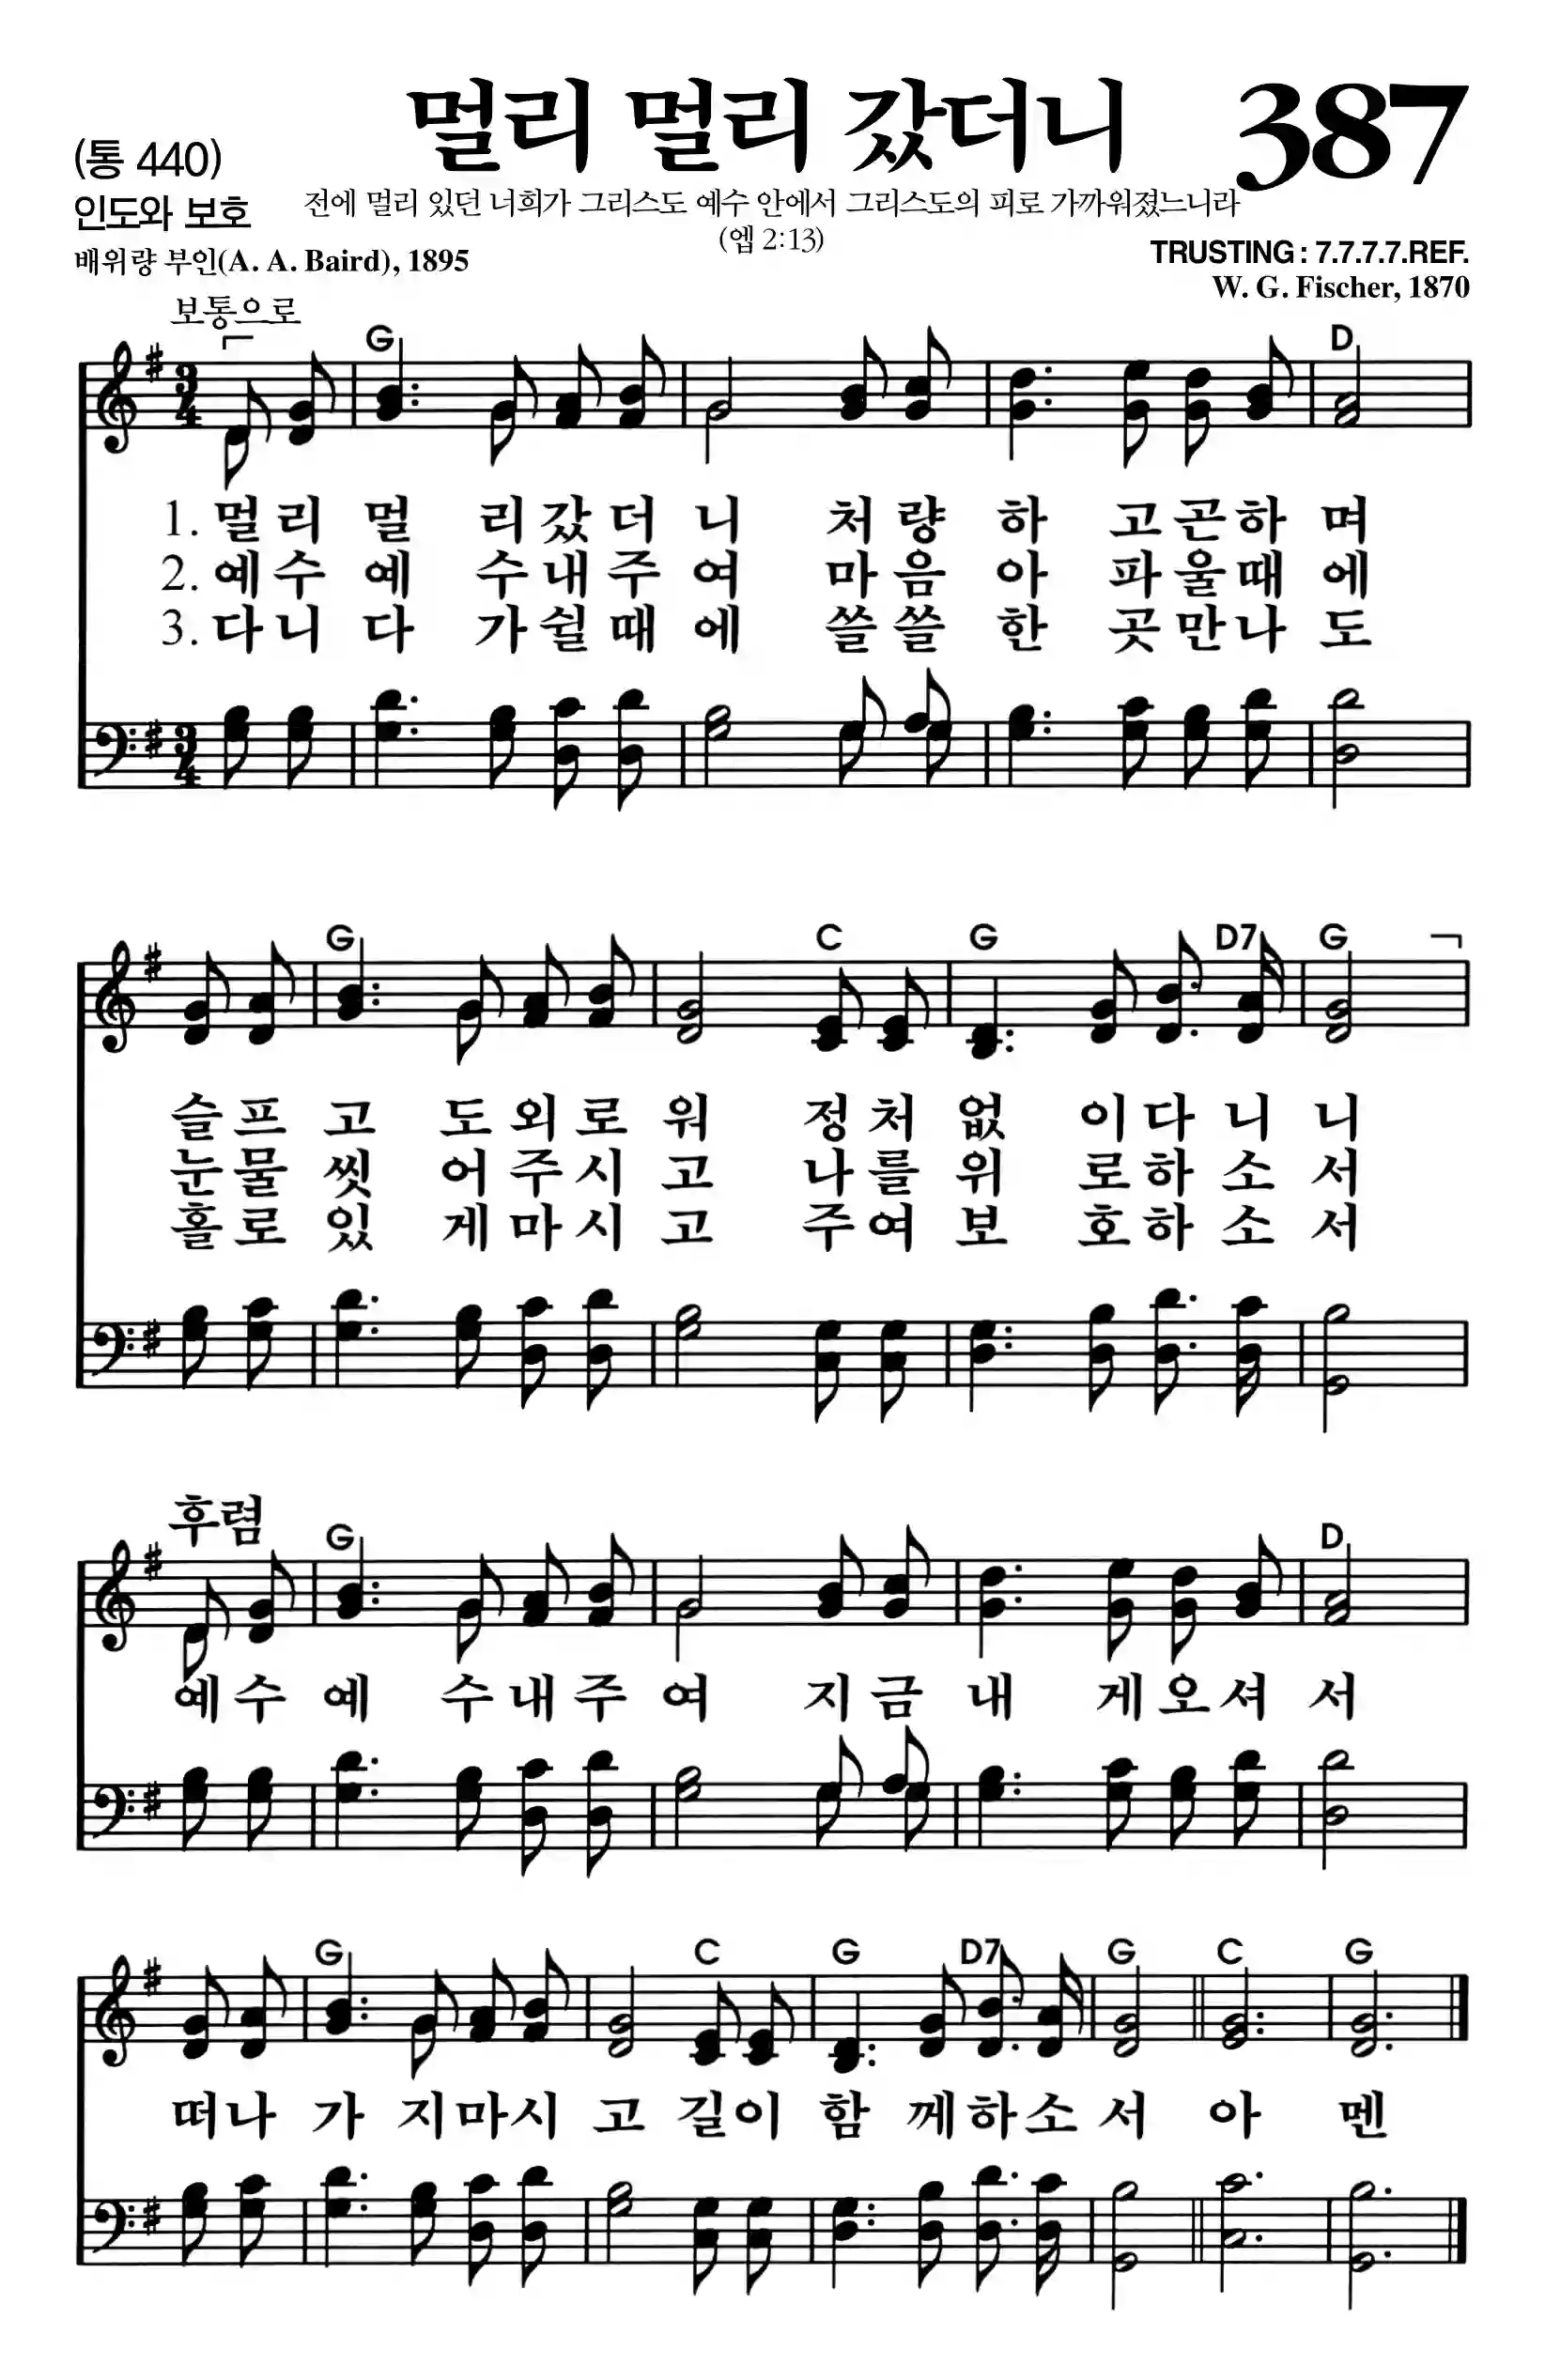 멀리 멀리 갔더니 387
(통 440)
인도와 보호
전에 멀리 있던 너희가 그리스도 예수 안에서 그리스도의 피로 가까워졌느니라
(엡 2:13)
배위량 부인(A. A. Baird), 1895
TRUSTING : 7.7.7.7.REF.
W. G. Fischer, 1870
보통으로
G D
3 4
1. 멀 리 멀 리 갔 더 니 처 량 하 고 곤 하 며
2. 예 수 예 수 내 주 여 마 음 아 파 울 때 에
3. 다 니 다 가 쉴 때 에 쓸 쓸 한 곳 만 나 도
3 4
G C G D7 G
슬 프 고 도 외 로 워 정 처 없 이 다 니 니
눈 물 씻 어 주 시 고 나 를 위 로 하 소 서
홀 로 있 게 마 시 고 주 여 보 호 하 소 서
후렴
G D
예 수 예 수 내 주 여 지 금 내 게 오 셔 서
G C G D7 G C G
떠 나 가 지 마 시 고 길 이 함 께 하 소 서 아 멘